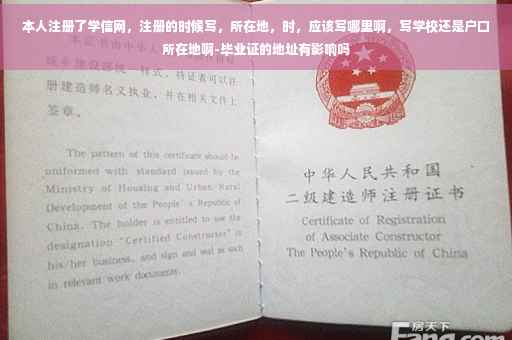 本人注册了学信网，注册的时候写，所在地，时，应该写哪里啊，写学校还是户口
所在地啊-毕业证的地址有影响吗
城乡建设部统一样式，持证者可以注
册建造师名义执业，并在相关文件上
签章。
The pattern of this certificate should be
uniformed with standard issued by the
Ministry of Housing and Urban, Rural
Development of the People's Republic of
China. The holder is entitled to use the
designation "Certified Constructor" in
his/her business, and sign and seal as such
in relevant work documents.
中华人民共和国
二级建造师注册证书
Certificate of Registration
of Associate Constructor
The People's Republic of China
房天下
Fang.com